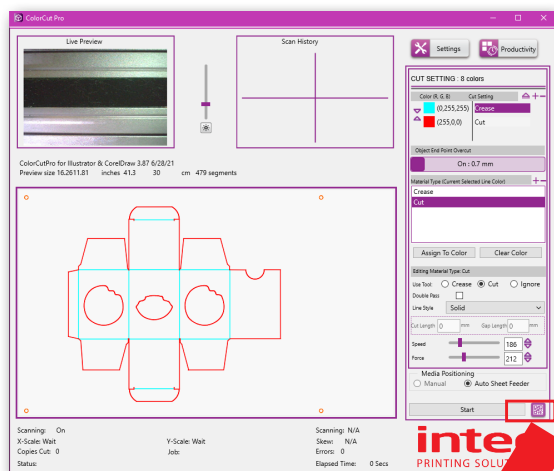 ColorCut Pro
Live Preview
Scan History
Settings
Productivity
CUT SETTING : 8 colors
Color (R, G, B) Cut Setting
(0,255,255) Crease
(255,0,0) Cut
Object End Point Overcut
On : 0.7 mm
ColorCutPro for Illustrator & CorelDraw 3.87 6/28/21
Preview size 16.2611.81 inches 41.3 30 cm 479 segments
Material Type (Current Selected Line Color)
Crease
Cut
Assign To Color Clear Color
Editing Material Type: Cut
Use Tool: Crease Cut Ignore
Double Pass
Line Style Solid
Cut Length 0 mm Gap Length 0 mm
Speed 186
Force 212
Media Positioning
Manual Auto Sheet Feeder
Start
Scanning: On
X-Scale: Wait
Y-Scale: Wait
Copies Cut: 0
Job:
Status:
Scanning: N/A
Skew: N/A
Errors: 0
Elapsed Time: 0 Secs
inte
PRINTING SOLU